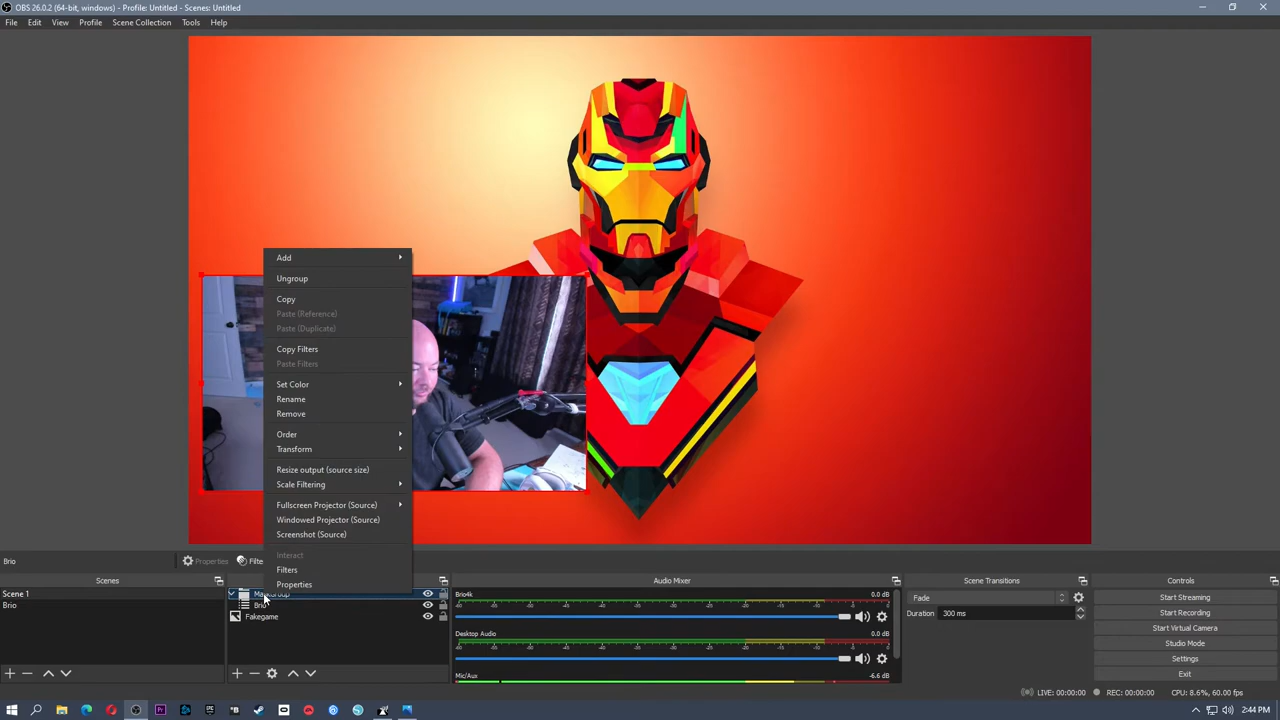 OBS 26.0.2 (64-bit, windows) - Profile: Untitled - Scenes: Untitled
File Edit View Profile Scene Collection Tools Help
Add
Ungroup
Copy
Paste (Reference)
Paste (Duplicate)
Copy Filters
Paste Filters
Set Color
Rename
Remove
Order
Transform
Resize output (source size)
Scale Filtering
Fullscreen Projector (Source)
Windowed Projector (Source)
Screenshot (Source)
Interact
Filters
Properties
Brio
Properties
Filte
Scenes
Scene 1
Brio
Brio
Fakegame
Audio Mixer
Brio4k 0.0 dB
Desktop Audio 0.0 dB
Mic/Aux -6.6 dB
Scene Transitions
Fade
Duration 300 ms
Controls
Start Streaming
Start Recording
Start Virtual Camera
Studio Mode
Settings
Exit
LIVE: 00:00:00 REC: 00:00:00 CPU: 8.6%, 60.00 fps
2:44 PM